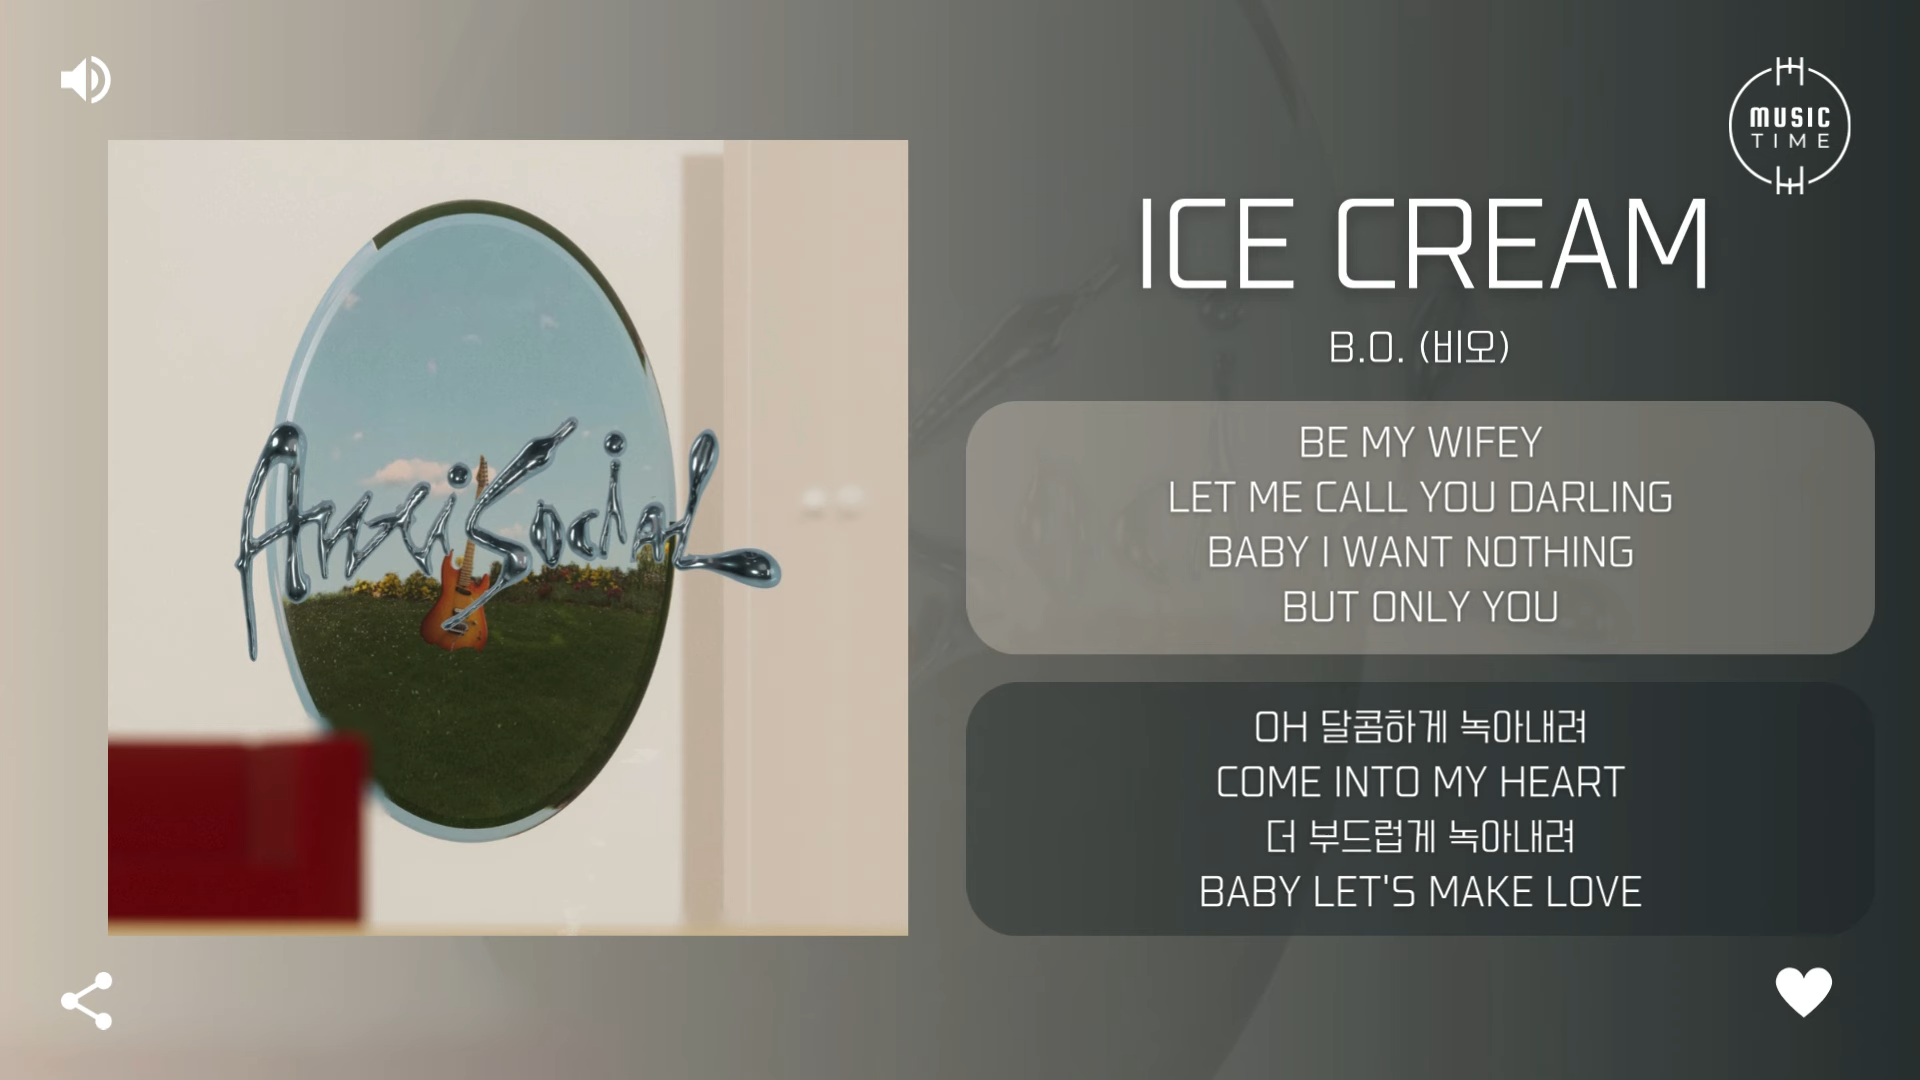 MUSIC
TIME
ICE CREAM
B.O. (비오)
BE MY WIFEY
LET ME CALL YOU DARLING
BABY I WANT NOTHING
BUT ONLY YOU
OH 달콤하게 녹아내려
COME INTO MY HEART
더 부드럽게 녹아내려
BABY LET'S MAKE LOVE